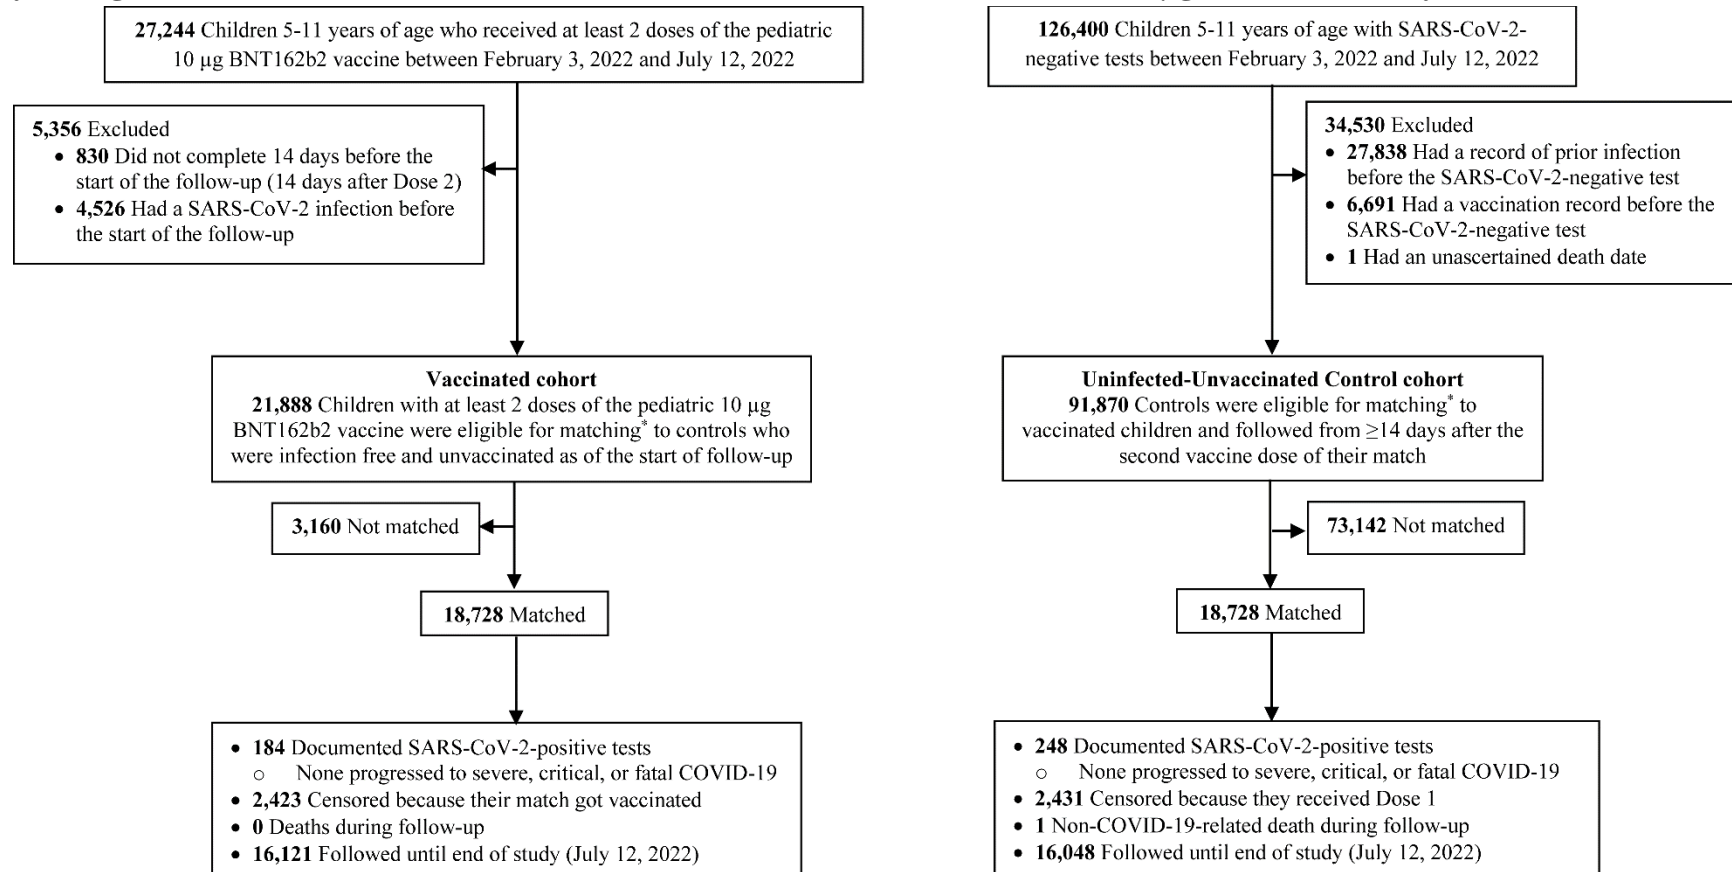 27,244 Children 5-11 years of age who received at least 2 doses of the pediatric
10 µg BNT162b2 vaccine between February 3, 2022 and July 12, 2022
5,356 Excluded
• 830 Did not complete 14 days before the
start of the follow-up (14 days after Dose 2)
• 4,526 Had a SARS-CoV-2 infection before
the start of the follow-up
Vaccinated cohort
21,888 Children with at least 2 doses of the pediatric 10 µg
BNT162b2 vaccine were eligible for matching* to controls who
were infection free and unvaccinated as of the start of follow-up
3,160 Not matched
18,728 Matched
• 184 Documented SARS-CoV-2-positive tests
o None progressed to severe, critical, or fatal COVID-19
• 2,423 Censored because their match got vaccinated
• 0 Deaths during follow-up
• 16,121 Followed until end of study (July 12, 2022)
126,400 Children 5-11 years of age with SARS-CoV-2-
negative tests between February 3, 2022 and July 12, 2022
34,530 Excluded
• 27,838 Had a record of prior infection
before the SARS-CoV-2-negative test
• 6,691 Had a vaccination record before the
SARS-CoV-2-negative test
• 1 Had an unascertained death date
Uninfected-Unvaccinated Control cohort
91,870 Controls were eligible for matching* to
vaccinated children and followed from ≥14 days after the
second vaccine dose of their match
73,142 Not matched
18,728 Matched
• 248 Documented SARS-CoV-2-positive tests
o None progressed to severe, critical, or fatal COVID-19
• 2,431 Censored because they received Dose 1
• 1 Non-COVID-19-related death during follow-up
• 16,048 Followed until end of study (July 12, 2022)